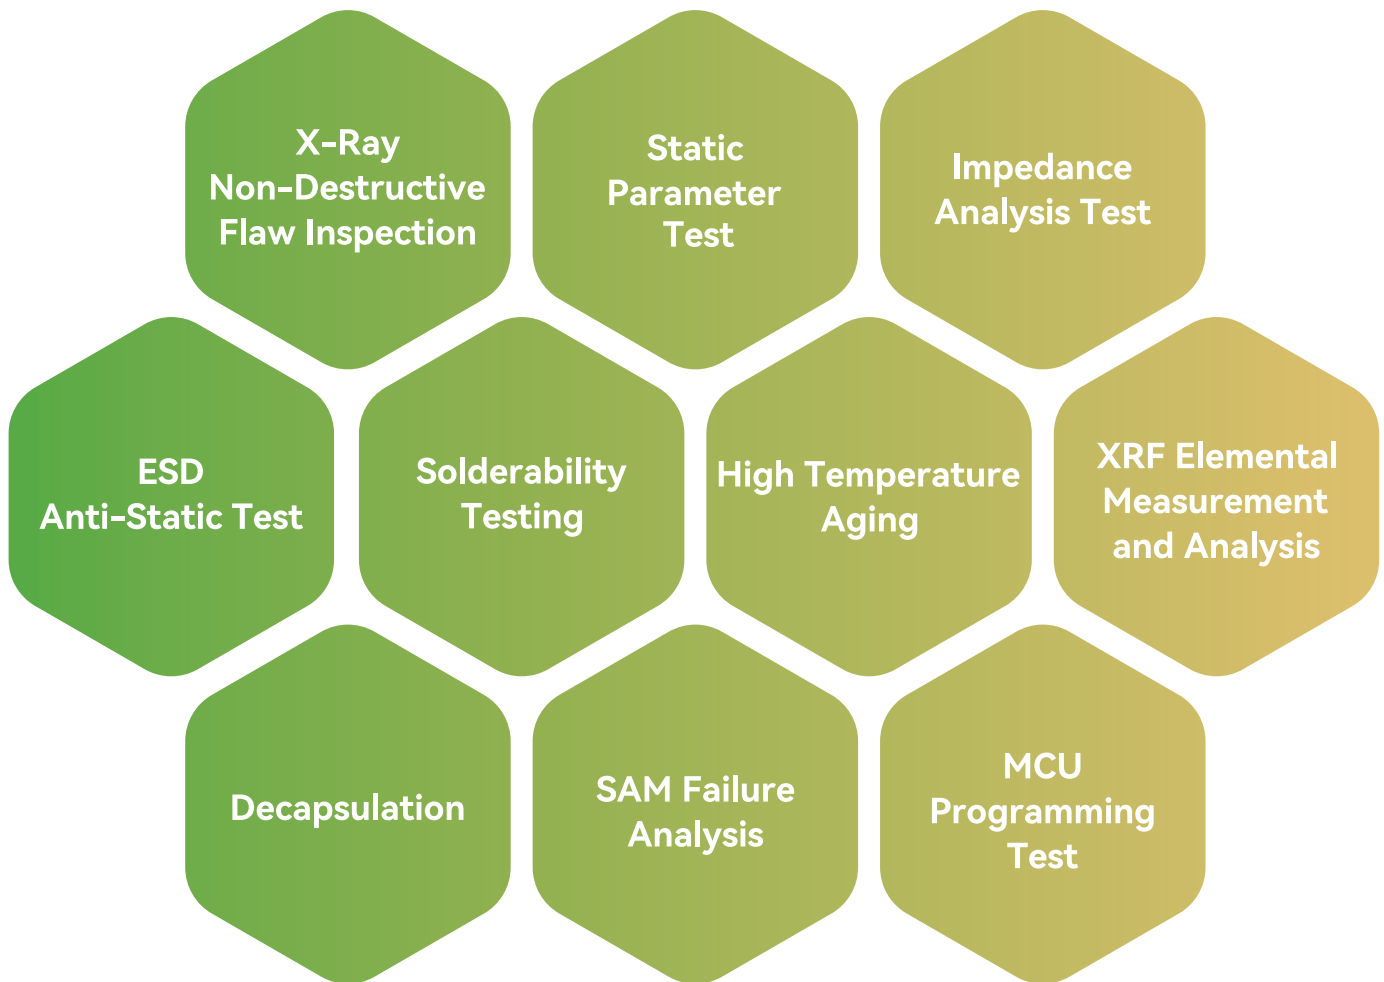 X-Ray
Non-Destructive
Flaw Inspection
Static
Parameter
Test
Impedance
Analysis Test
ESD
Anti-Static Test
Solderability
Testing
High Temperature
Aging
XRF Elemental
Measurement
and Analysis
Decapsulation
SAM Failure
Analysis
MCU
Programming
Test